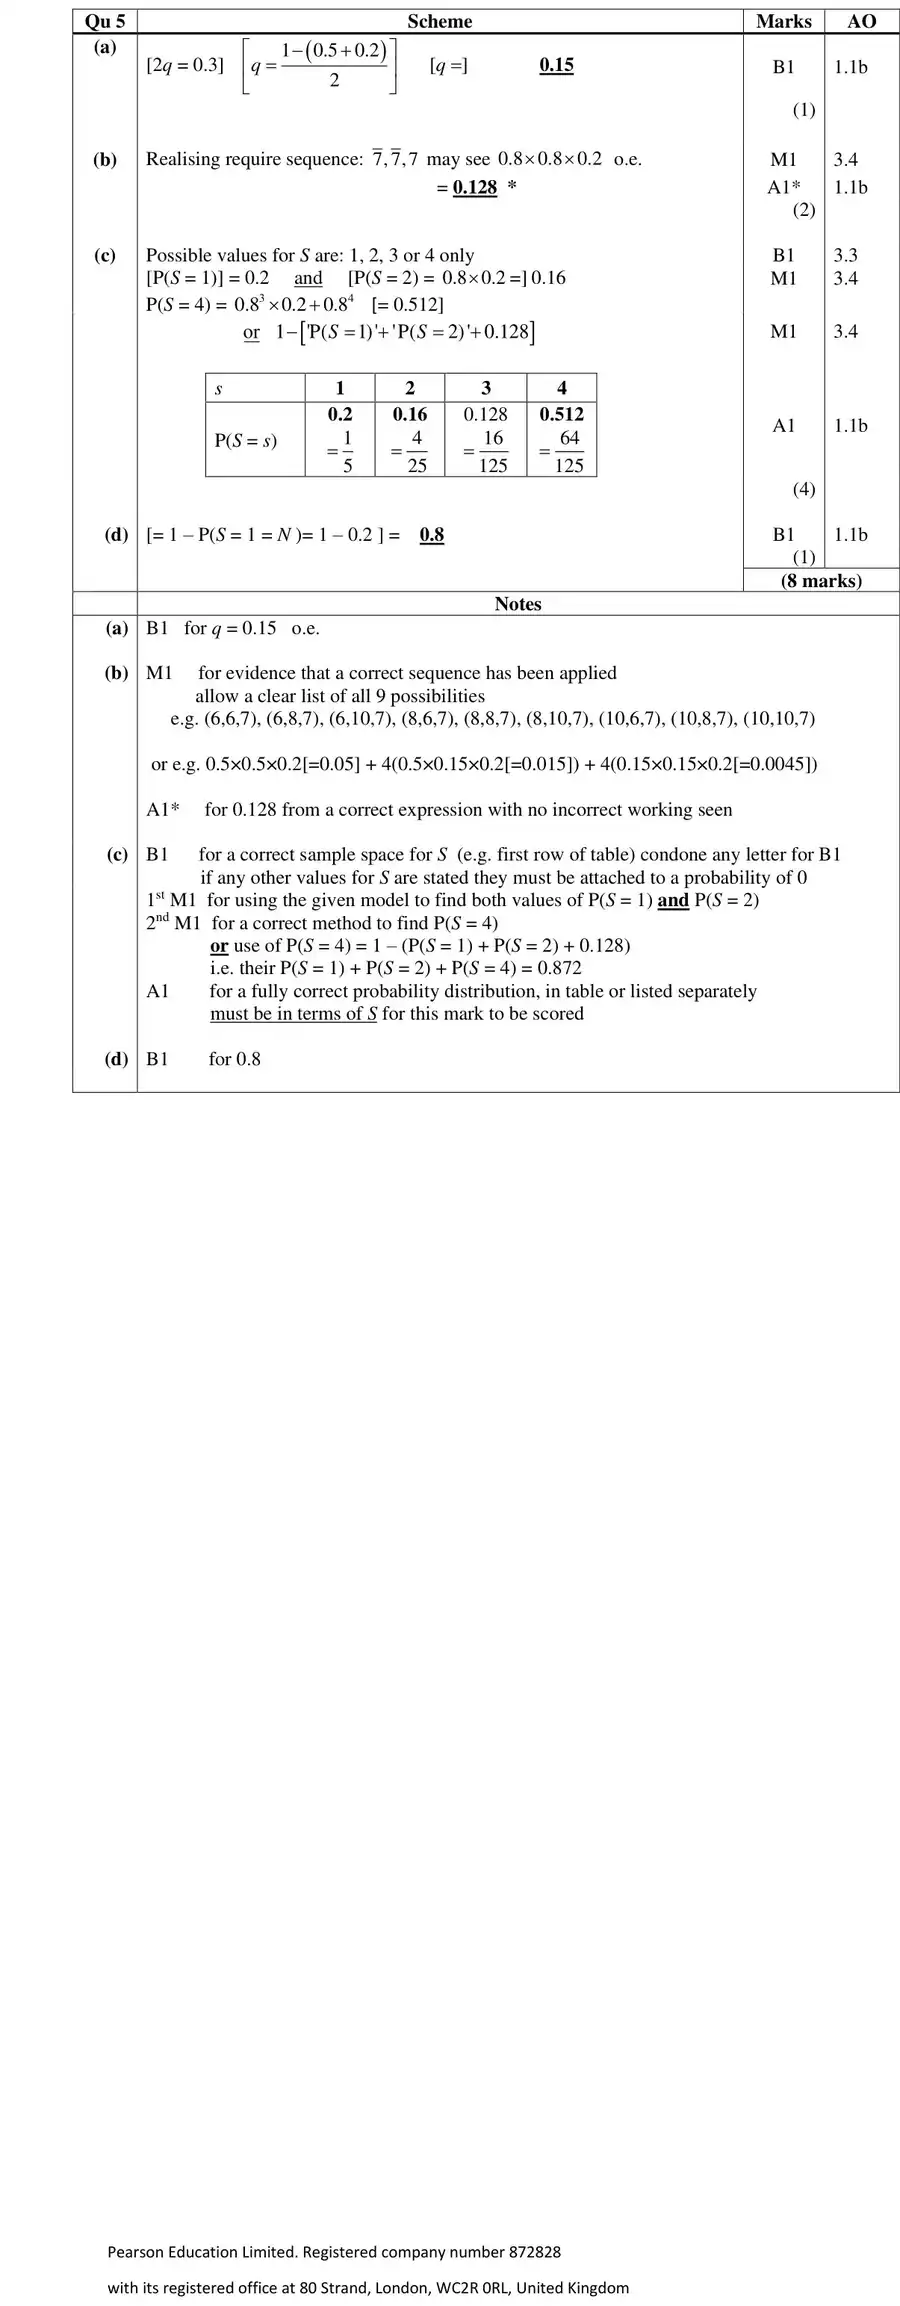 Qu 5 Scheme Marks AO
(a) [2q = 0.3] [q = (1−(0.5+0.2))/2] [q =] 0.15 B1 1.1b
(1)
(b) Realising require sequence: 7̅, 7̅, 7 may see 0.8×0.8×0.2 o.e. M1 3.4
= 0.128 * A1* 1.1b
(2)
(c) Possible values for S are: 1, 2, 3 or 4 only B1 3.3
[P(S = 1)] = 0.2 and [P(S = 2) = 0.8×0.2 =] 0.16 M1 3.4
P(S = 4) = 0.8³ ×0.2+0.8⁴ [= 0.512]
or 1−['P(S =1)'+'P(S = 2)'+0.128] M1 3.4
s 1 2 3 4
P(S = s) 0.2 = 1/5 0.16 = 4/25 0.128 = 16/125 0.512 = 64/125 A1 1.1b
(4)
(d) [= 1 – P(S = 1 = N )= 1 – 0.2 ] = 0.8 B1 1.1b
(1)
(8 marks)
Notes
(a) B1 for q = 0.15 o.e.
(b) M1 for evidence that a correct sequence has been applied
allow a clear list of all 9 possibilities
e.g. (6,6,7), (6,8,7), (6,10,7), (8,6,7), (8,8,7), (8,10,7), (10,6,7), (10,8,7), (10,10,7)
or e.g. 0.5×0.5×0.2[=0.05] + 4(0.5×0.15×0.2[=0.015]) + 4(0.15×0.15×0.2[=0.0045])
A1* for 0.128 from a correct expression with no incorrect working seen
(c) B1 for a correct sample space for S (e.g. first row of table) condone any letter for B1
if any other values for S are stated they must be attached to a probability of 0
1st M1 for using the given model to find both values of P(S = 1) and P(S = 2)
2nd M1 for a correct method to find P(S = 4)
or use of P(S = 4) = 1 – (P(S = 1) + P(S = 2) + 0.128)
i.e. their P(S = 1) + P(S = 2) + P(S = 4) = 0.872
A1 for a fully correct probability distribution, in table or listed separately
must be in terms of S for this mark to be scored
(d) B1 for 0.8
Pearson Education Limited. Registered company number 872828
with its registered office at 80 Strand, London, WC2R 0RL, United Kingdom